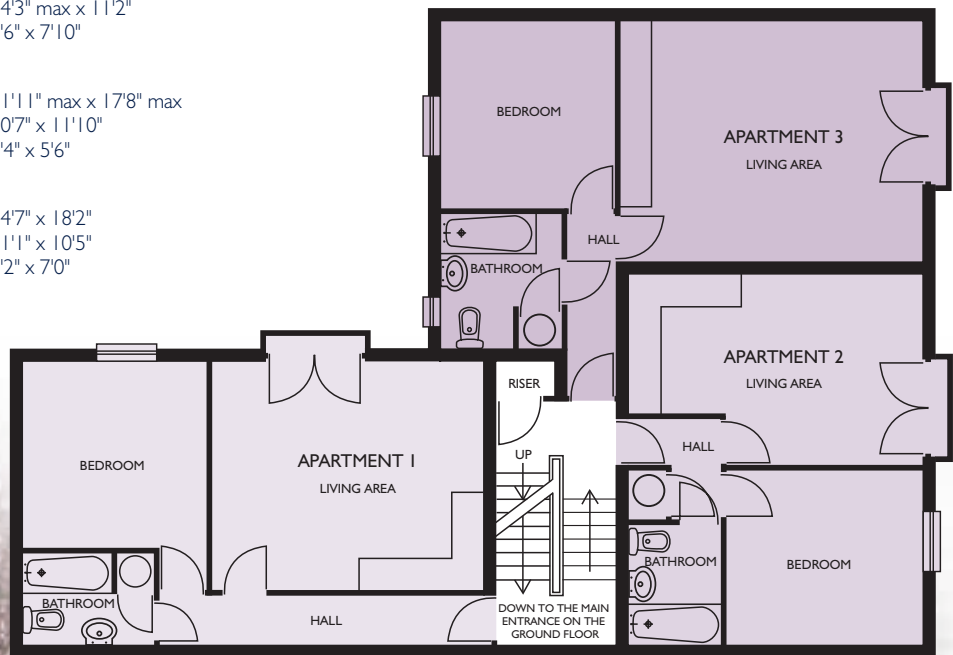 4'3" max x 11'2"
'6" x 7'10"
1'11" max x 17'8" max
0'7" x 11'10"
'4" x 5'6"
4'7" x 18'2"
1'1" x 10'5"
'2" x 7'0"
BEDROOM
APARTMENT 3
LIVING AREA
HALL
BATHROOM
APARTMENT 2
LIVING AREA
HALL
BATHROOM
BEDROOM
RISER
UP
DOWN TO THE MAIN
ENTRANCE ON THE
GROUND FLOOR
BEDROOM
APARTMENT 1
LIVING AREA
BATHROOM
HALL